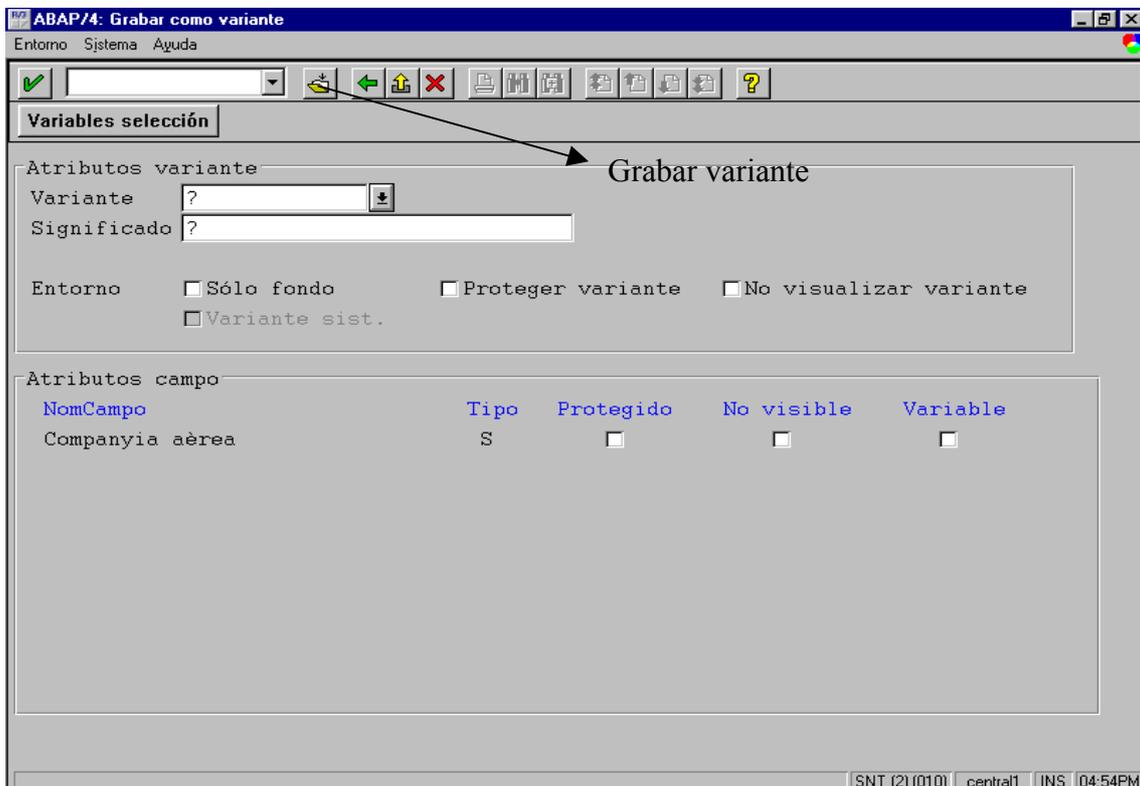 ABAP/4: Grabar como variante
Entorno Sistema Ayuda
Variables selección
Grabar variante
Atributos variante
Variante ?
Significado ?
Entorno Sólo fondo Proteger variante No visualizar variante
Variante sist.
Atributos campo
NomCampo Tipo Protegido No visible Variable
Companyia aèrea S
SNT (2) (010) central1 INS 04:54PM